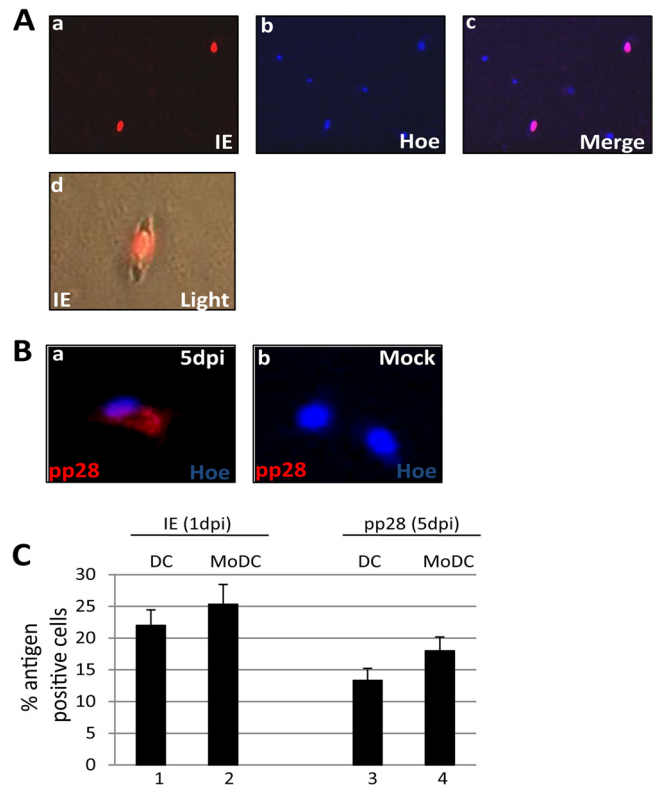 A
a
IE
b
Hoe
c
Merge
d
IE Light
B
a 5dpi
pp28 Hoe
b Mock
pp28 Hoe
C
IE (1dpi) pp28 (5dpi)
DC MoDC DC MoDC
% antigen
positive cells
30
25
20
15
10
5
0
1 2 3 4